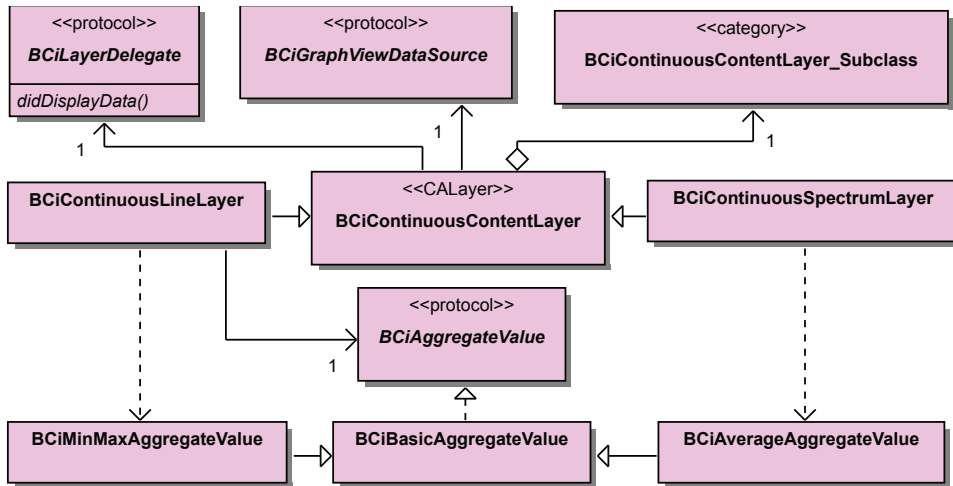 <<protocol>>
BCiLayerDelegate
didDisplayData()
<<protocol>>
BCiGraphViewDataSource
<<category>>
BCiContinuousContentLayer_Subclass
1
1
1
BCiContinuousLineLayer
<<CALayer>>
BCiContinuousContentLayer
BCiContinuousSpectrumLayer
<<protocol>>
BCiAggregateValue
1
BCiMinMaxAggregateValue
BCiBasicAggregateValue
BCiAverageAggregateValue